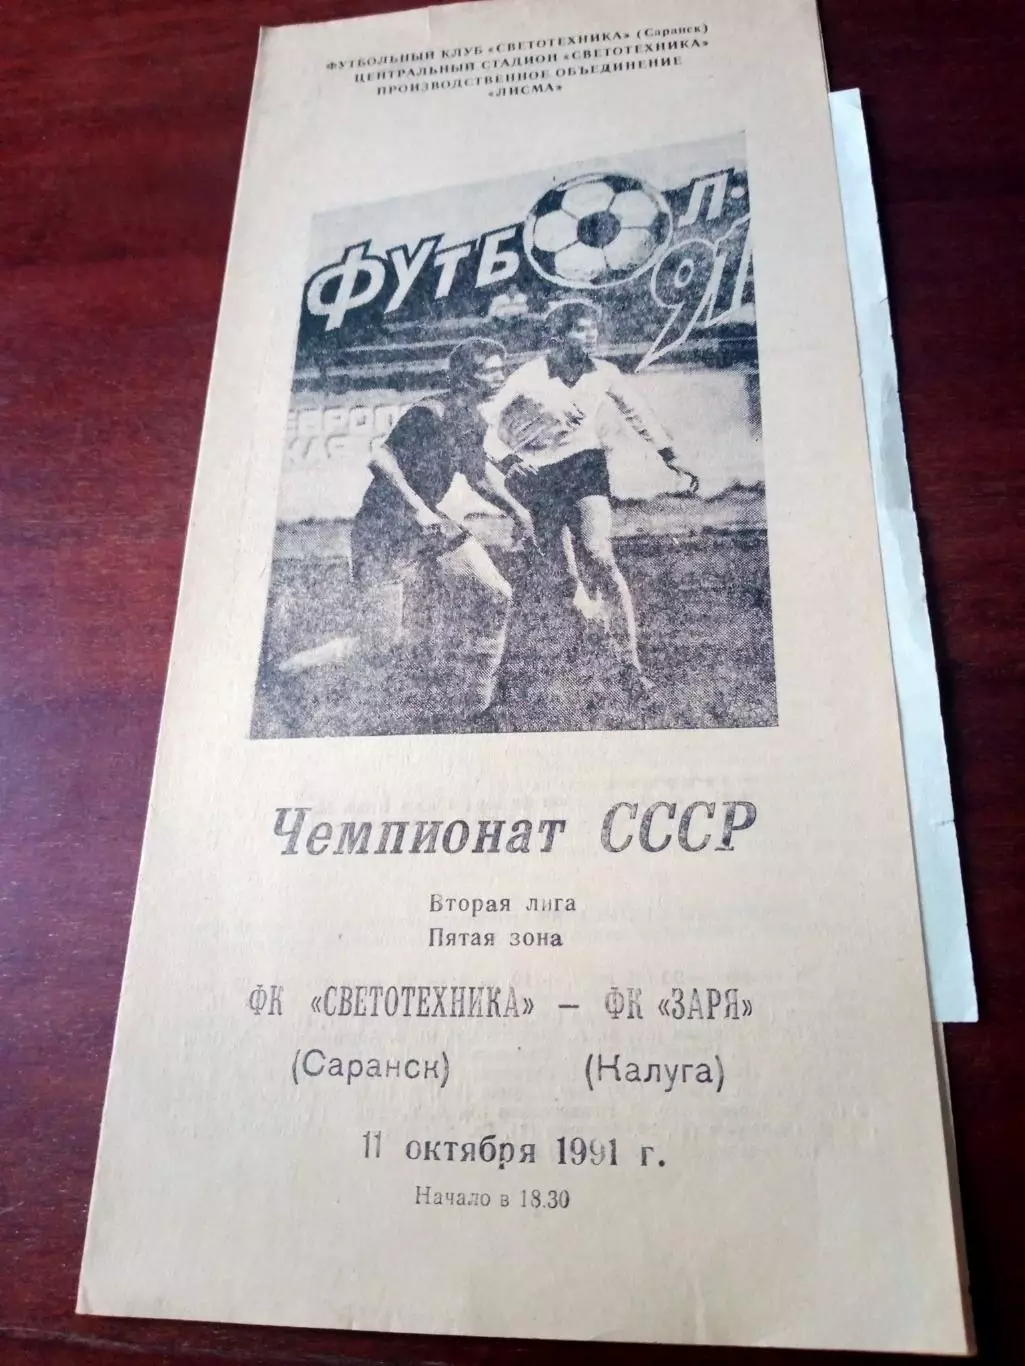 ФУТБОЛЬНЫЙ КЛУБ «СВЕТОТЕХНИКА» (Саранск)
ЦЕНТРАЛЬНЫЙ СТАДИОН «СВЕТОТЕХНИКА»
ПРОИЗВОДСТВЕННОЕ ОБЪЕДИНЕНИЕ
«ЛИСМА»
ФУТБОЛ-
91
Чемпионат СССР
Вторая лига
Пятая зона
ФК «СВЕТОТЕХНИКА» — ФК «ЗАРЯ»
(Саранск) (Калуга)
11 октября 1991 г.
Начало в 18.30